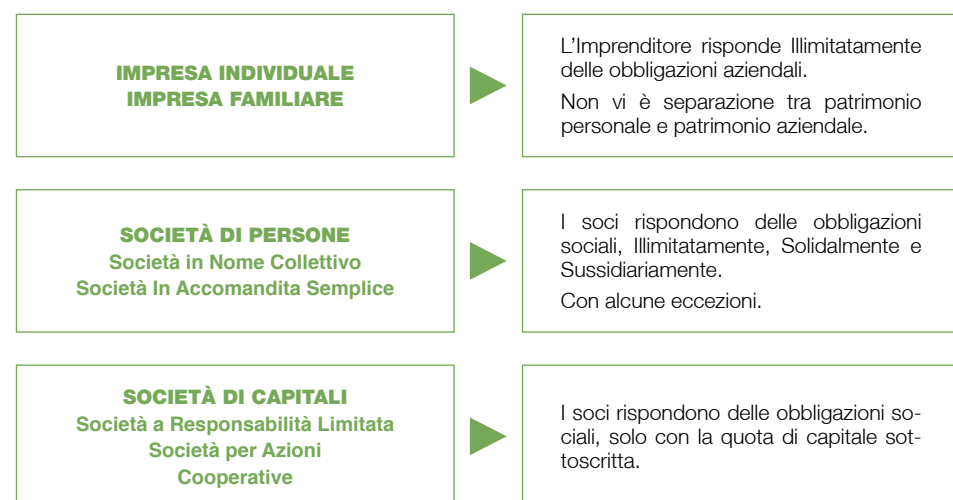 IMPRESA INDIVIDUALE
IMPRESA FAMILIARE
L'Imprenditore risponde Illimitatamente
delle obbligazioni aziendali.
Non vi è separazione tra patrimonio
personale e patrimonio aziendale.
SOCIETÀ DI PERSONE
Società in Nome Collettivo
Società In Accomandita Semplice
I soci rispondono delle obbligazioni
sociali, Illimitatamente, Solidalmente e
Sussidiariamente.
Con alcune eccezioni.
SOCIETÀ DI CAPITALI
Società a Responsabilità Limitata
Società per Azioni
Cooperative
I soci rispondono delle obbligazioni so-
ciali, solo con la quota di capitale sot-
toscritta.